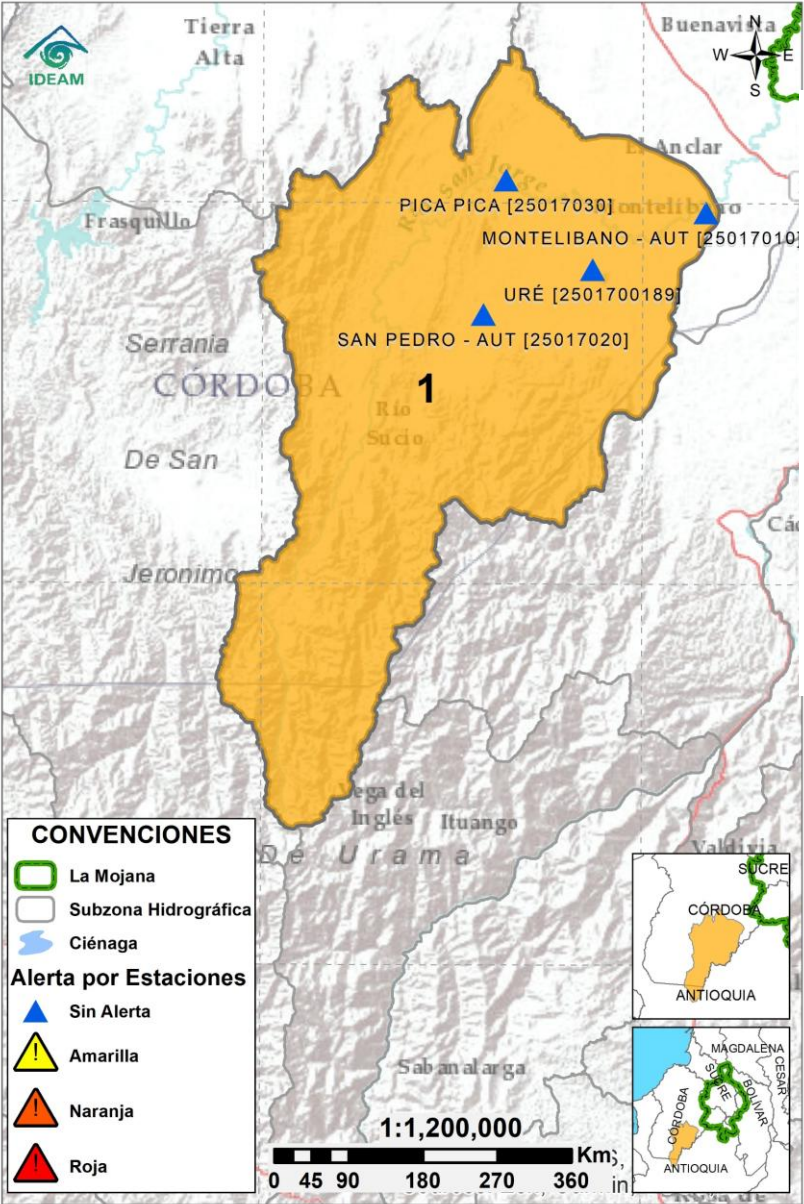 IDEAM
Tierra
Alta
Buenavista
N
W
E
S
El Anclar
Río San Jorge
PICA PICA [25017030]
Montelibano
MONTELIBANO - AUT [25017010]
Frasquillo
URÉ [2501700189]
SAN PEDRO - AUT [25017020]
Serrania
CÓRDOBA
1
Río
Sucio
De San
Jeronimo
Vega del
Inglés
Ituango
De Urama
Valdivia
Sabanalarga
CONVENCIONES
La Mojana
Subzona Hidrográfica
Ciénaga
Alerta por Estaciones
Sin Alerta
! Amarilla
! Naranja
! Roja
1:1,200,000
Km
0 45 90 180 270 360
SUCRE
CÓRDOBA
ANTIOQUIA
MAGDALENA
CESAR
SUCRE
BOLÍVAR
CÓRDOBA
ANTIOQUIA